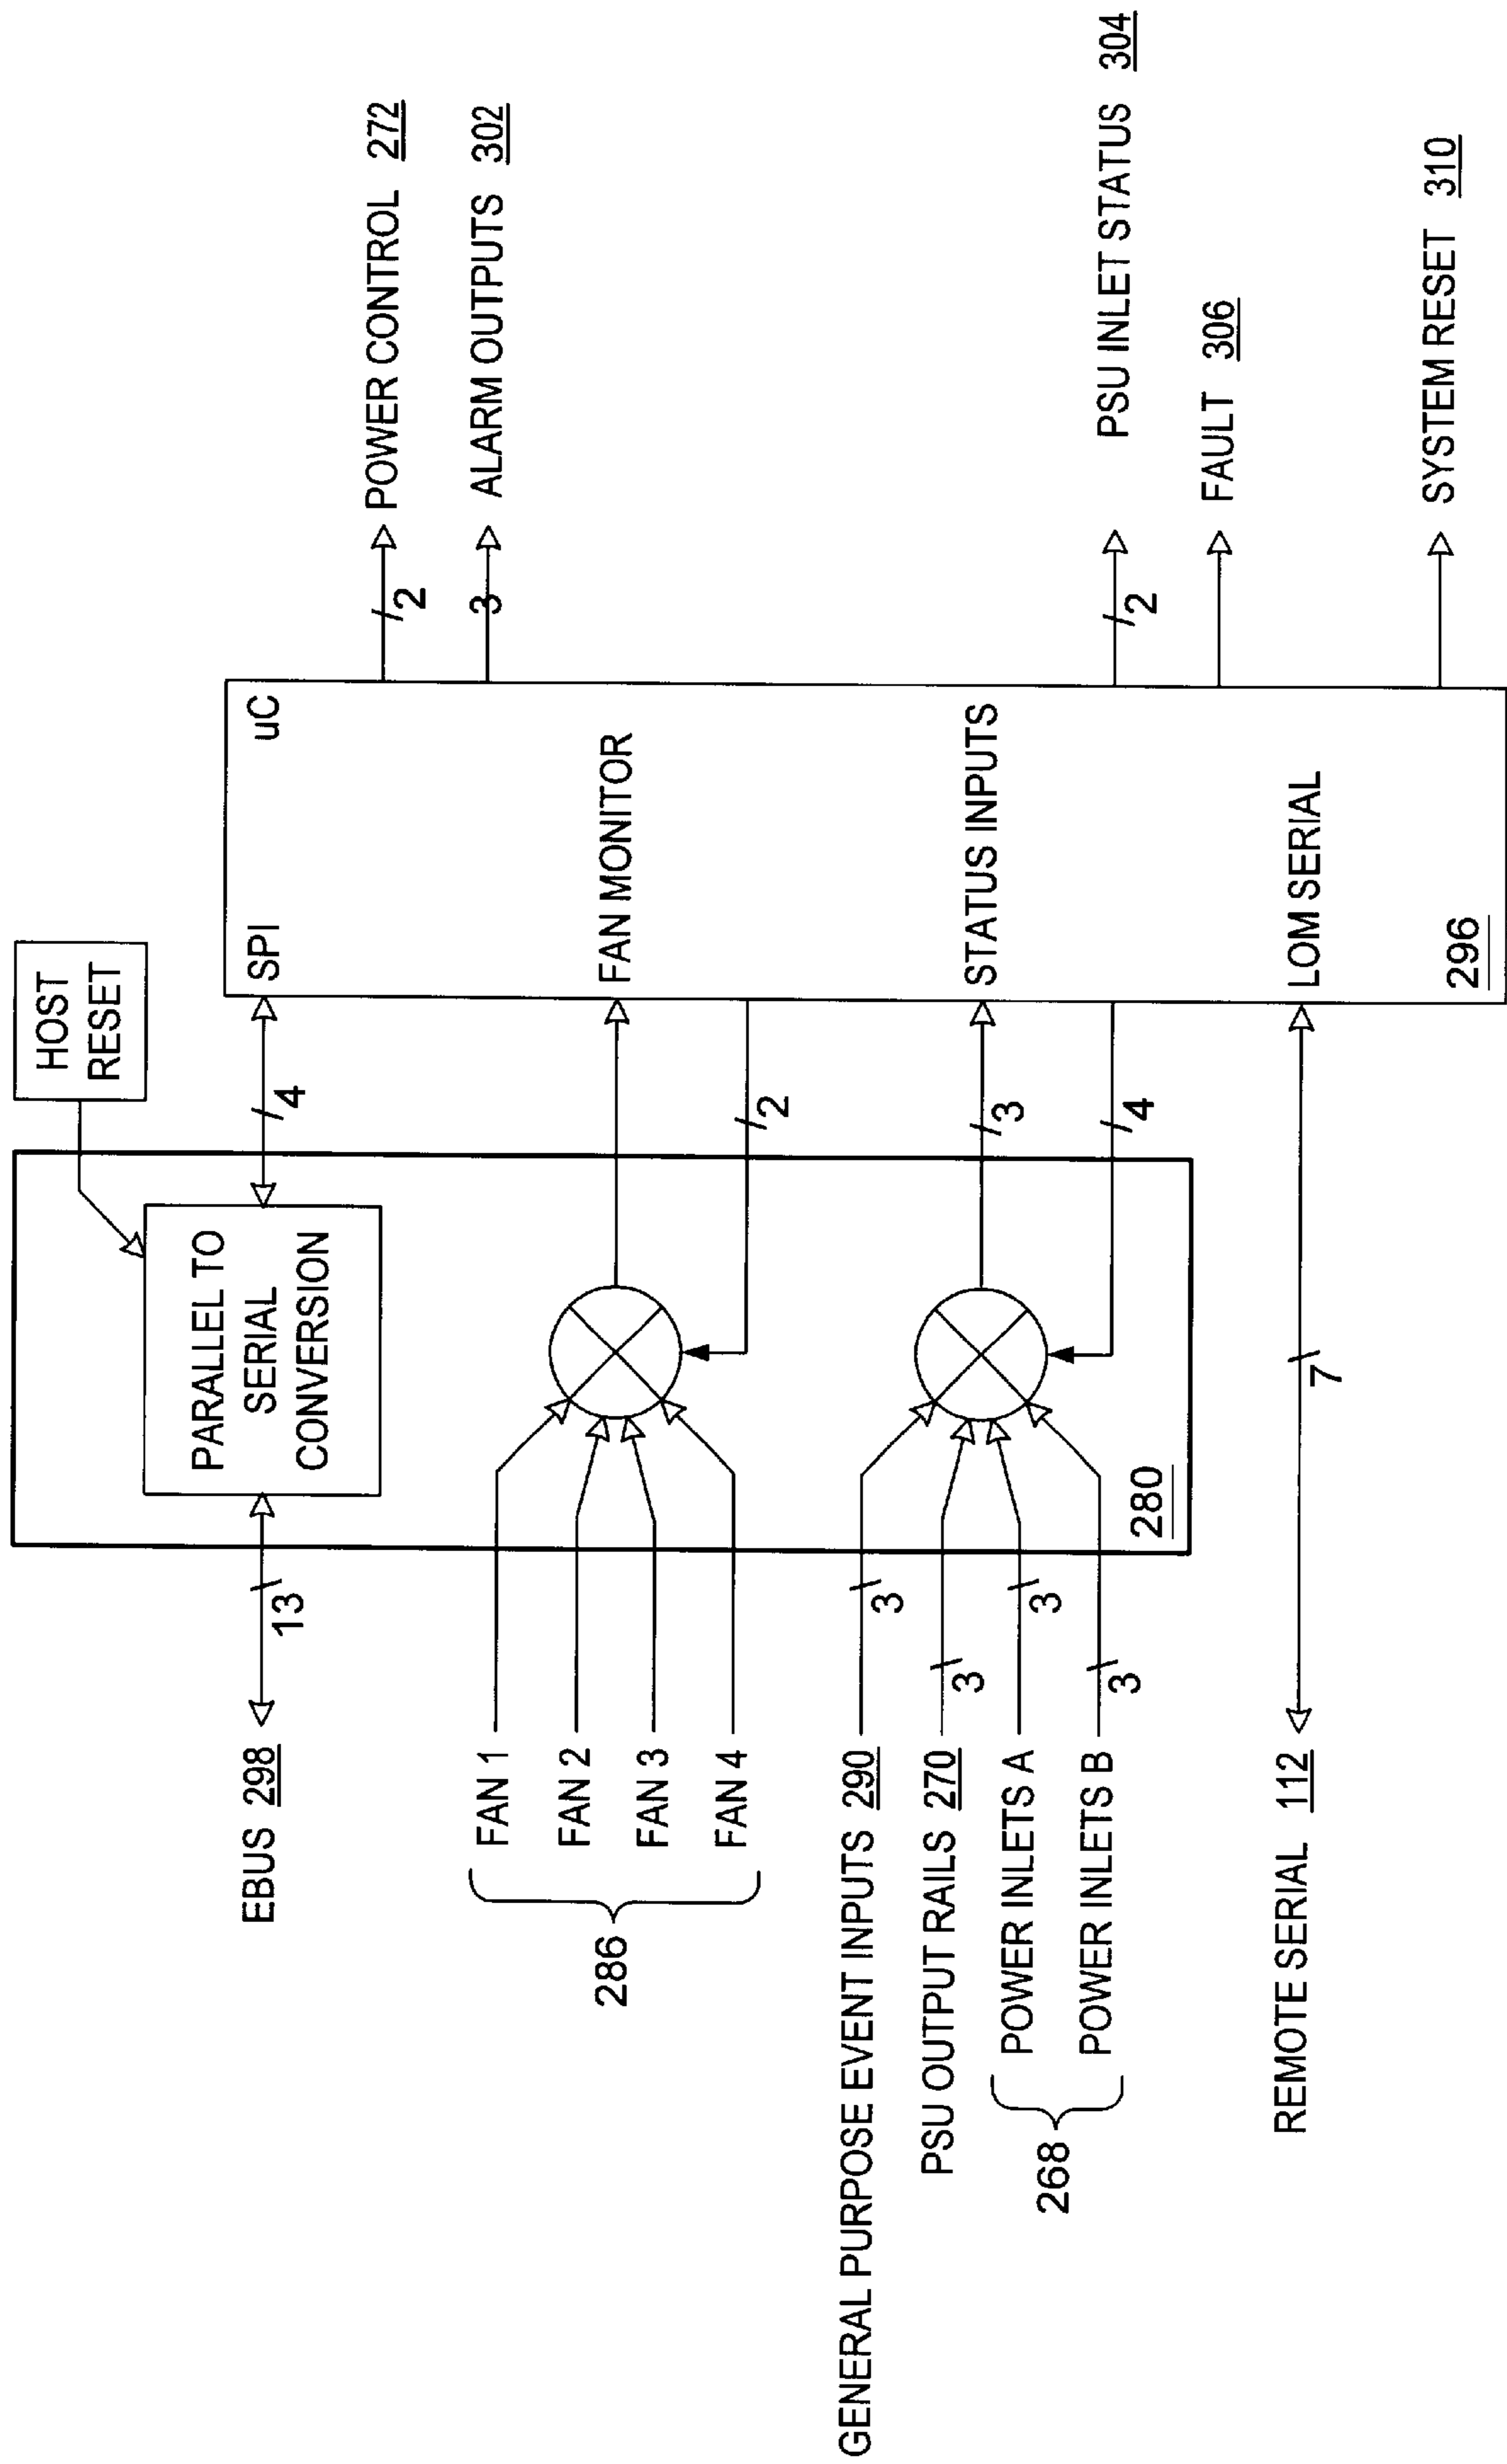 HOST
RESET
PARALLEL TO
SERIAL
CONVERSION
SPI
uC
EBUS 298
13
4
2
POWER CONTROL 272
3
ALARM OUTPUTS 302
FAN 1
FAN 2
FAN 3
FAN 4
286
FAN MONITOR
2
GENERAL PURPOSE EVENT INPUTS 290
3
PSU OUTPUT RAILS 270
3
POWER INLETS A
3
POWER INLETS B
3
268
3
STATUS INPUTS
4
280
2
PSU INLET STATUS 304
FAULT 306
REMOTE SERIAL 112
7
LOM SERIAL
296
SYSTEM RESET 310